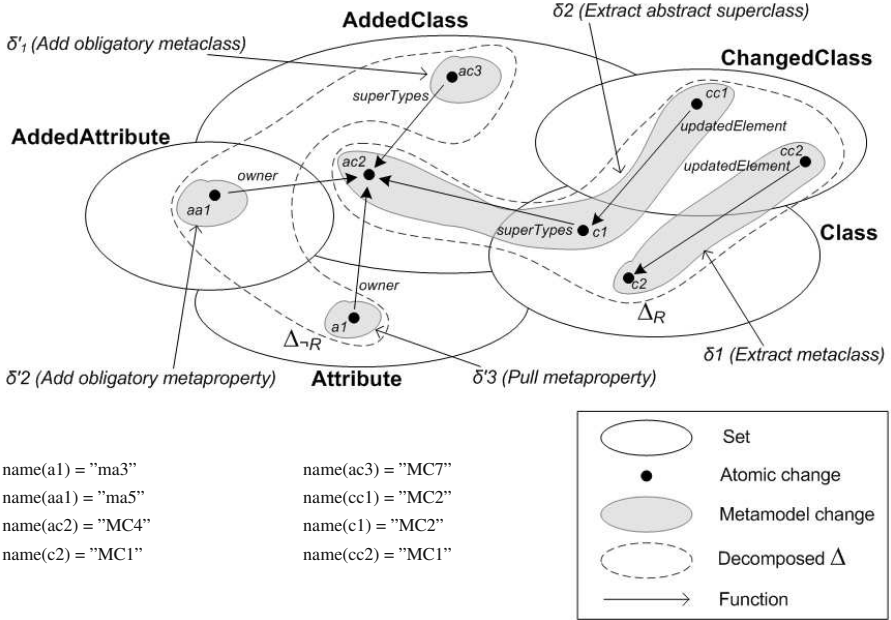 AddedClass
δ2 (Extract abstract superclass)
δ'1 (Add obligatory metaclass)
ChangedClass
ac3
superTypes
cc1
updatedElement
AddedAttribute
owner
ac2
cc2
updatedElement
aa1
superTypes
c1
Class
owner
c2
a1
Δ¬R
ΔR
δ1 (Extract metaclass)
δ'2 (Add obligatory metaproperty)
Attribute
δ'3 (Pull metaproperty)
name(a1) = ”ma3”
name(aa1) = ”ma5”
name(ac2) = ”MC4”
name(c2) = ”MC1”
name(ac3) = ”MC7”
name(cc1) = ”MC2”
name(c1) = ”MC2”
name(cc2) = ”MC1”
Set
Atomic change
Metamodel change
Decomposed Δ
Function